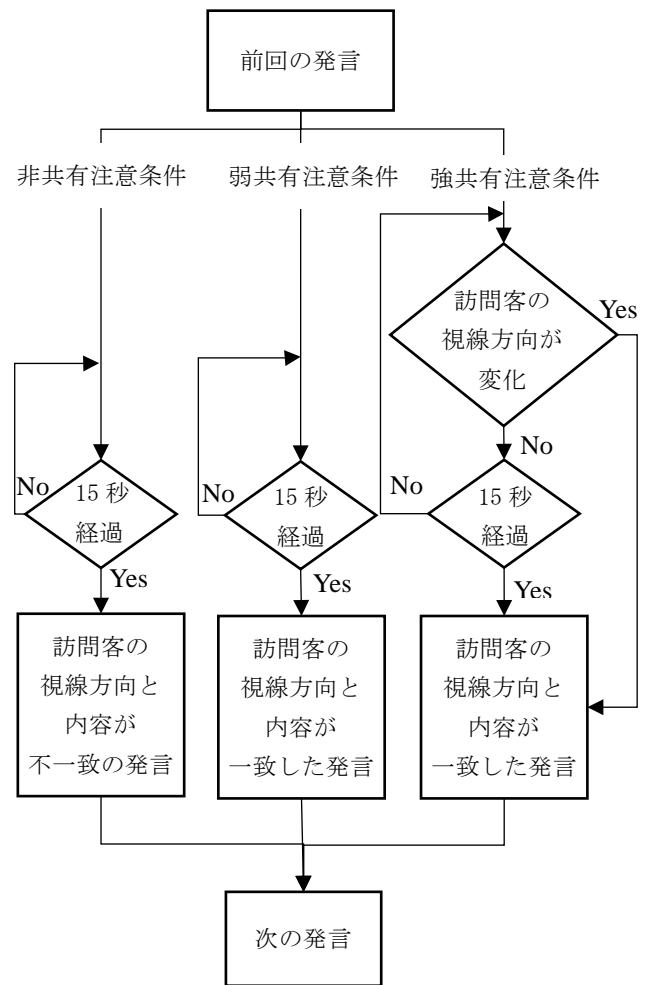 前回の発言
非共有注意条件
弱共有注意条件
強共有注意条件
訪問客の
視線方向が
変化
Yes
No
15 秒
経過
No
Yes
15 秒
経過
No
Yes
15 秒
経過
No
Yes
訪問客の
視線方向と
内容が
不一致の発言
訪問客の
視線方向と
内容が
一致した発言
訪問客の
視線方向と
内容が
一致した発言
次の発言